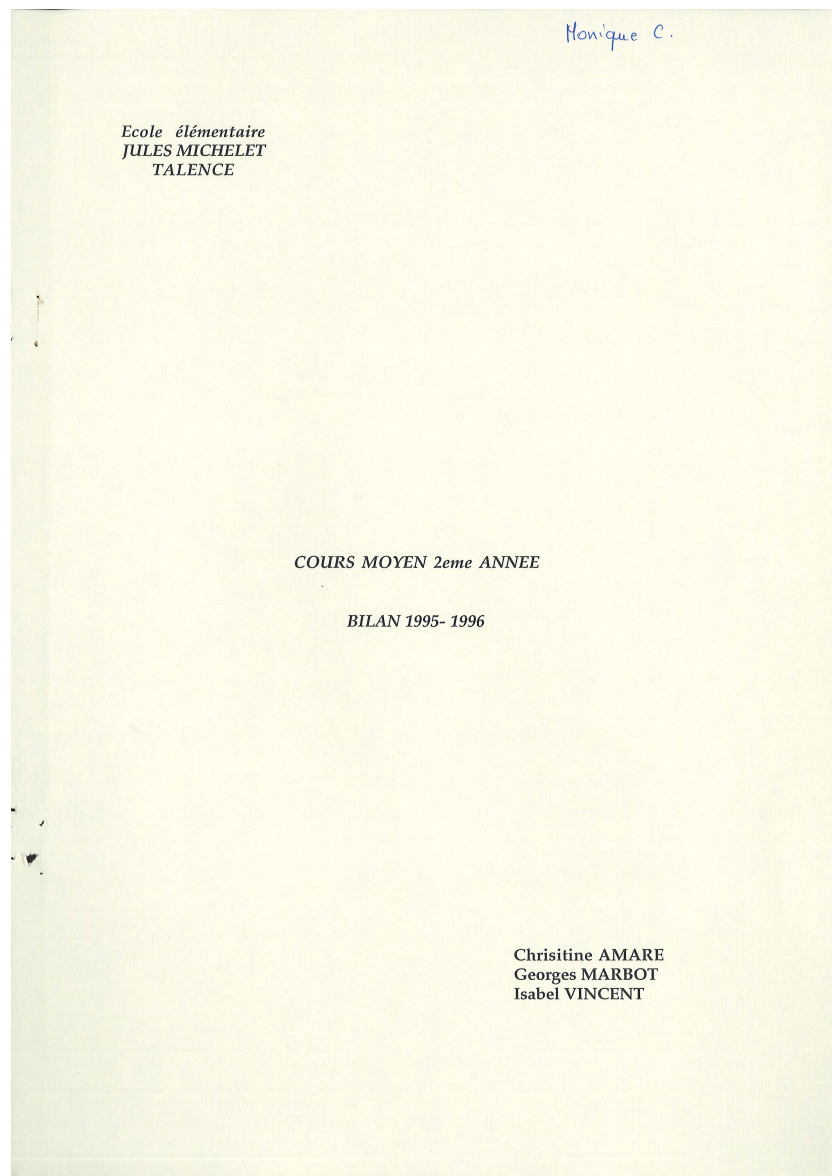 Monique C.
Ecole élémentaire
JULES MICHELET
TALENCE
COURS MOYEN 2eme ANNEE
BILAN 1995- 1996
Chrisitine AMARE
Georges MARBOT
Isabel VINCENT